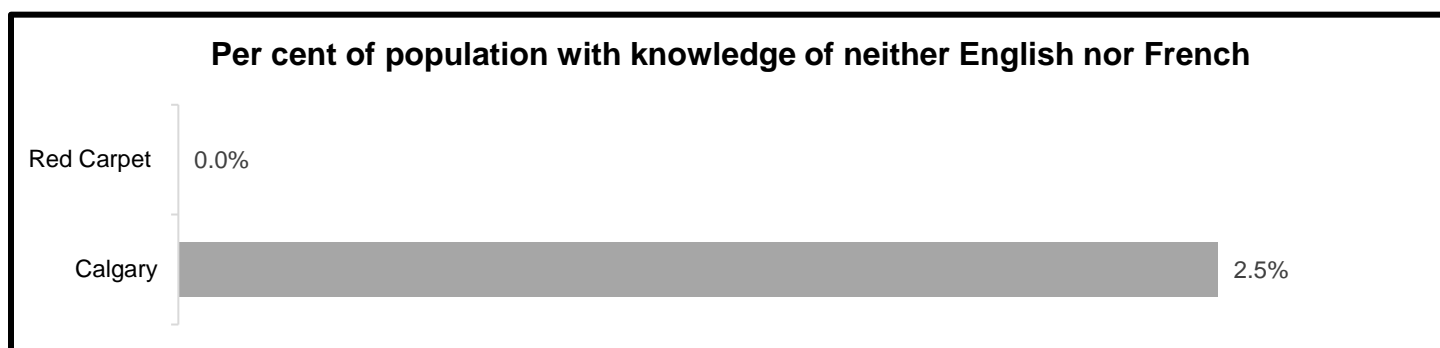 Per cent of population with knowledge of neither English nor French
Red Carpet
0.0%
Calgary
2.5%